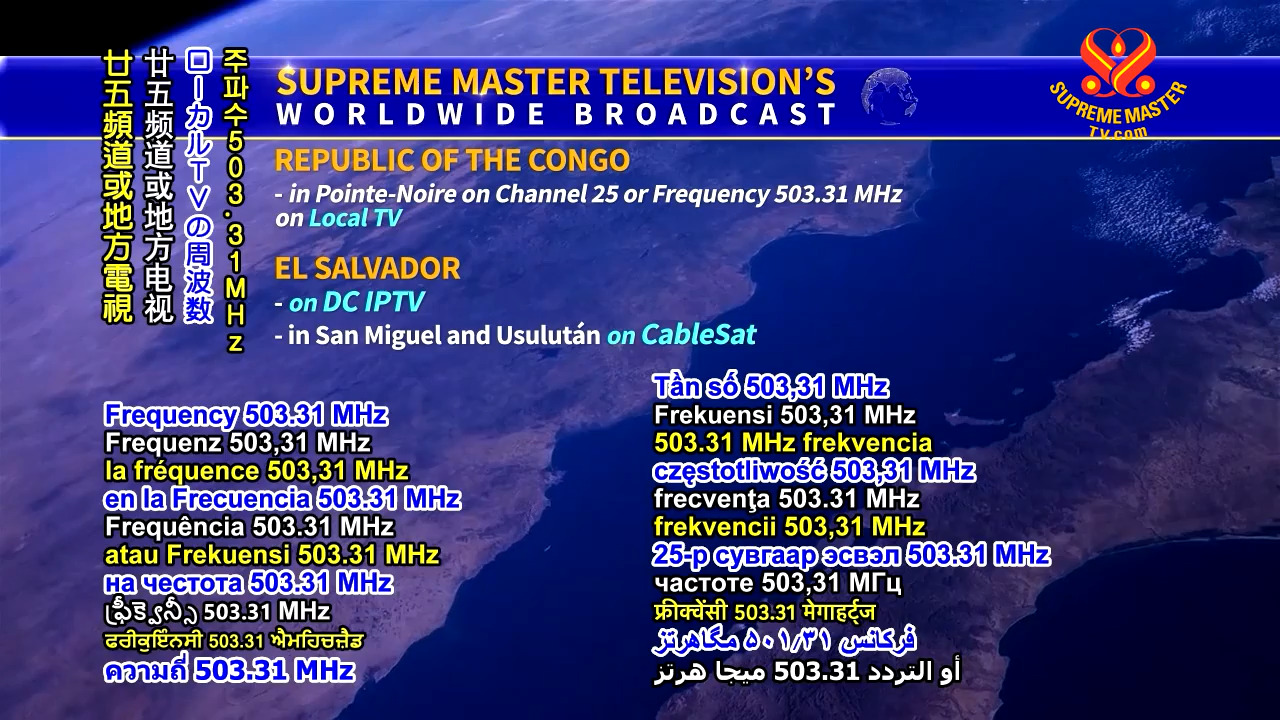 廿五頻道或地方電視
廿五频道或地方电视
ローカルTVの周波数
주파수503.31MHz
SUPREME MASTER TELEVISION'S
WORLDWIDE BROADCAST
SUPREME MASTER
TV.com
REPUBLIC OF THE CONGO
- in Pointe-Noire on Channel 25 or Frequency 503.31 MHz
on Local TV
EL SALVADOR
- on DC IPTV
- in San Miguel and Usulután on CableSat
Frequency 503.31 MHz
Frequenz 503,31 MHz
la fréquence 503,31 MHz
en la Frecuencia 503.31 MHz
Frequência 503.31 MHz
atau Frekuensi 503.31 MHz
на честота 503.31 MHz
ఫ్రీక్వెన్సీ 503.31 MHz
ਫਰੀਕੁਇੰਨਸੀ 503.31 ਐਮਹਿਚਜ਼ੈਡ
ความถี่ 503.31 MHz
Tần số 503,31 MHz
Frekuensi 503,31 MHz
503.31 MHz frekvencia
częstotliwość 503,31 MHz
frecvenţa 503.31 MHz
frekvencii 503,31 MHz
25-р сувгаар эсвэл 503.31 MHz
частоте 503,31 МГц
फ्रीक्वेंसी 503.31 मेगाहर्ट्ज
فرکانس ۵۰۱/۳۱ مگاهرتز
أو التردد 503.31 ميجا هرتز